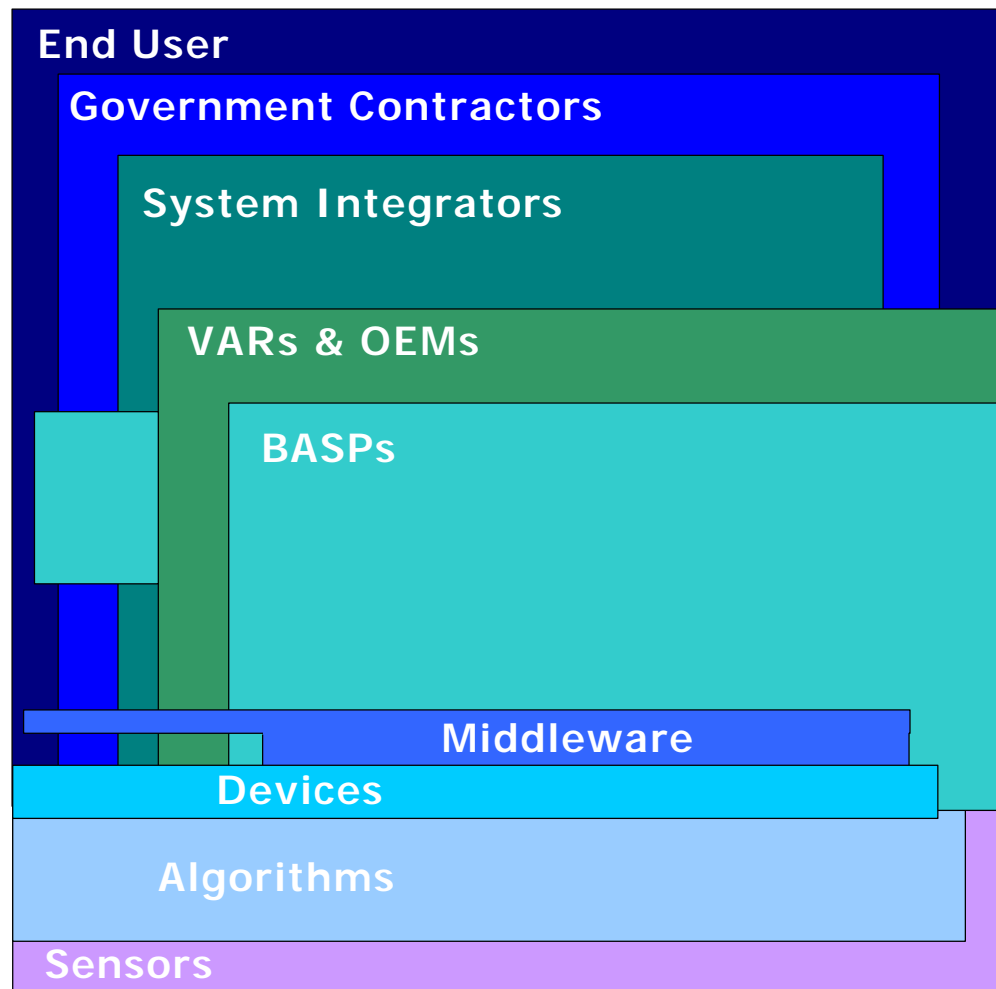 End User
Government Contractors
System Integrators
VARs & OEMs
BASPs
Middleware
Devices
Algorithms
Sensors